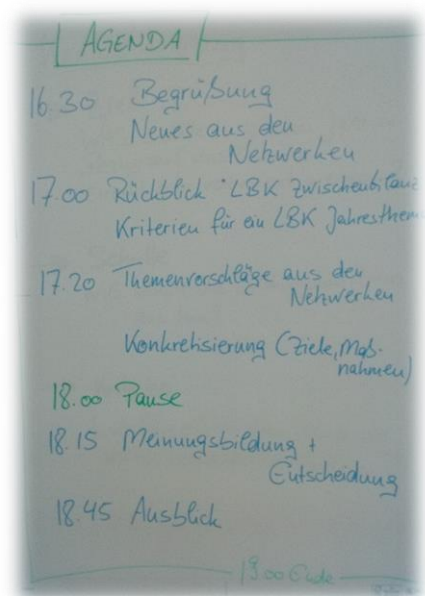 AGENDA
16.30 Begrüßung
Neues aus den
Netzwerken
17.00 Rückblick LBK Zwischenbilanz
Kriterien für ein LBK Jahresthem
17.20 Themenvorschläge aus den
Netzwerken
Konkretisierung (Ziele, Maß-
nahmen)
18.00 Pause
18.15 Meinungsbildung +
Entscheidung
18.45 Ausblick
19.00 Ende